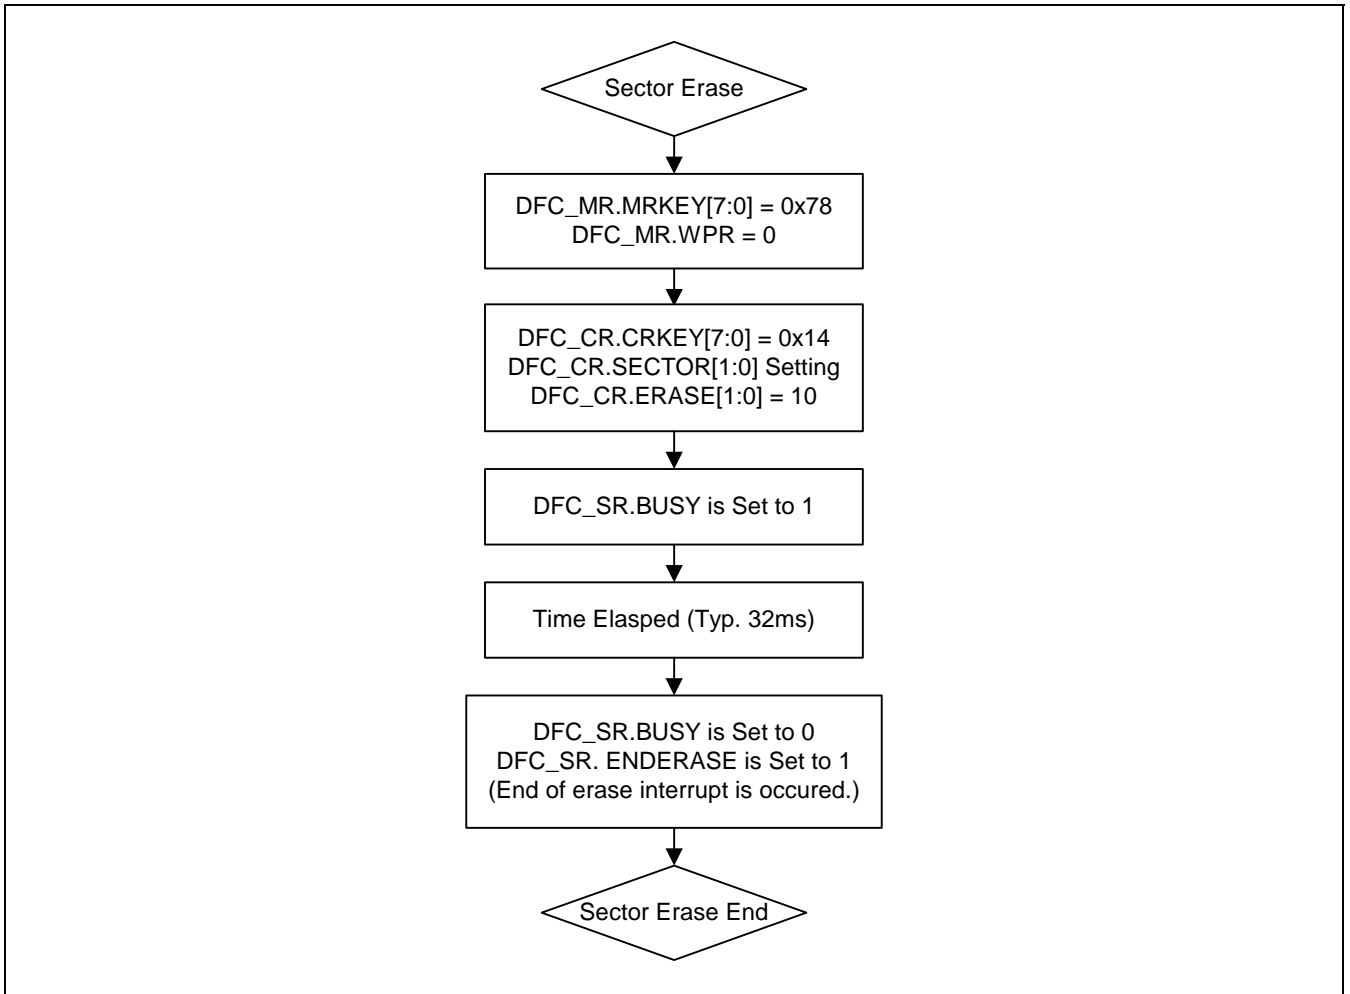 Sector Erase
DFC_MR.MRKEY[7:0] = 0x78
DFC_MR.WPR = 0
DFC_CR.CRKEY[7:0] = 0x14
DFC_CR.SECTOR[1:0] Setting
DFC_CR.ERASE[1:0] = 10
DFC_SR.BUSY is Set to 1
Time Elasped (Typ. 32ms)
DFC_SR.BUSY is Set to 0
DFC_SR. ENDERASE is Set to 1
(End of erase interrupt is occured.)
Sector Erase End